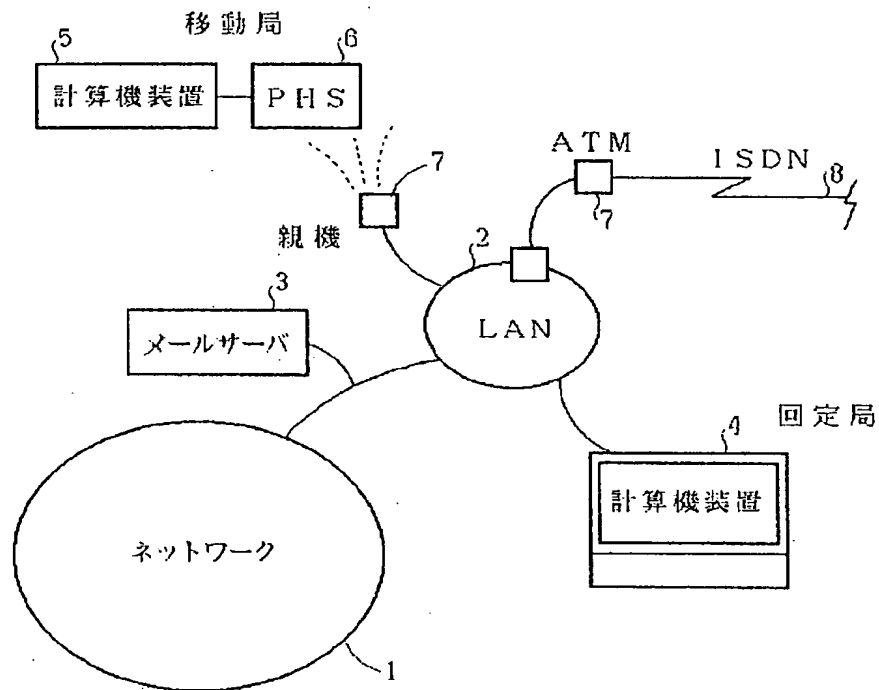 移動局
5
6
計算機装置
PHS
ATM
ISDN
7
7
8
親機
2
3
LAN
メールサーバ
回定局
4
計算機装置
ネットワーク
1